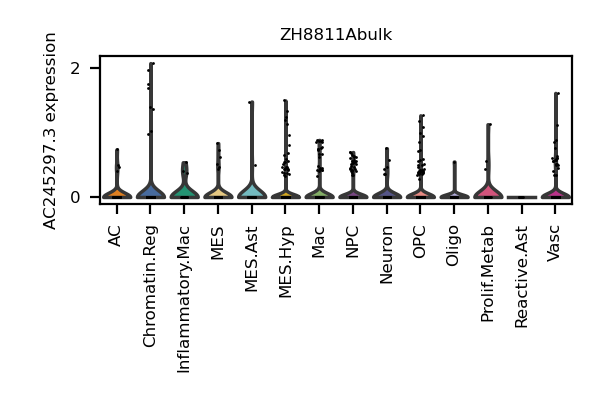 ZH8811Abulk
AC245297.3 expression
2
0
AC
Chromatin.Reg
Inflammatory.Mac
MES
MES.Ast
MES.Hyp
Mac
NPC
Neuron
OPC
Oligo
Prolif.Metab
Reactive.Ast
Vasc